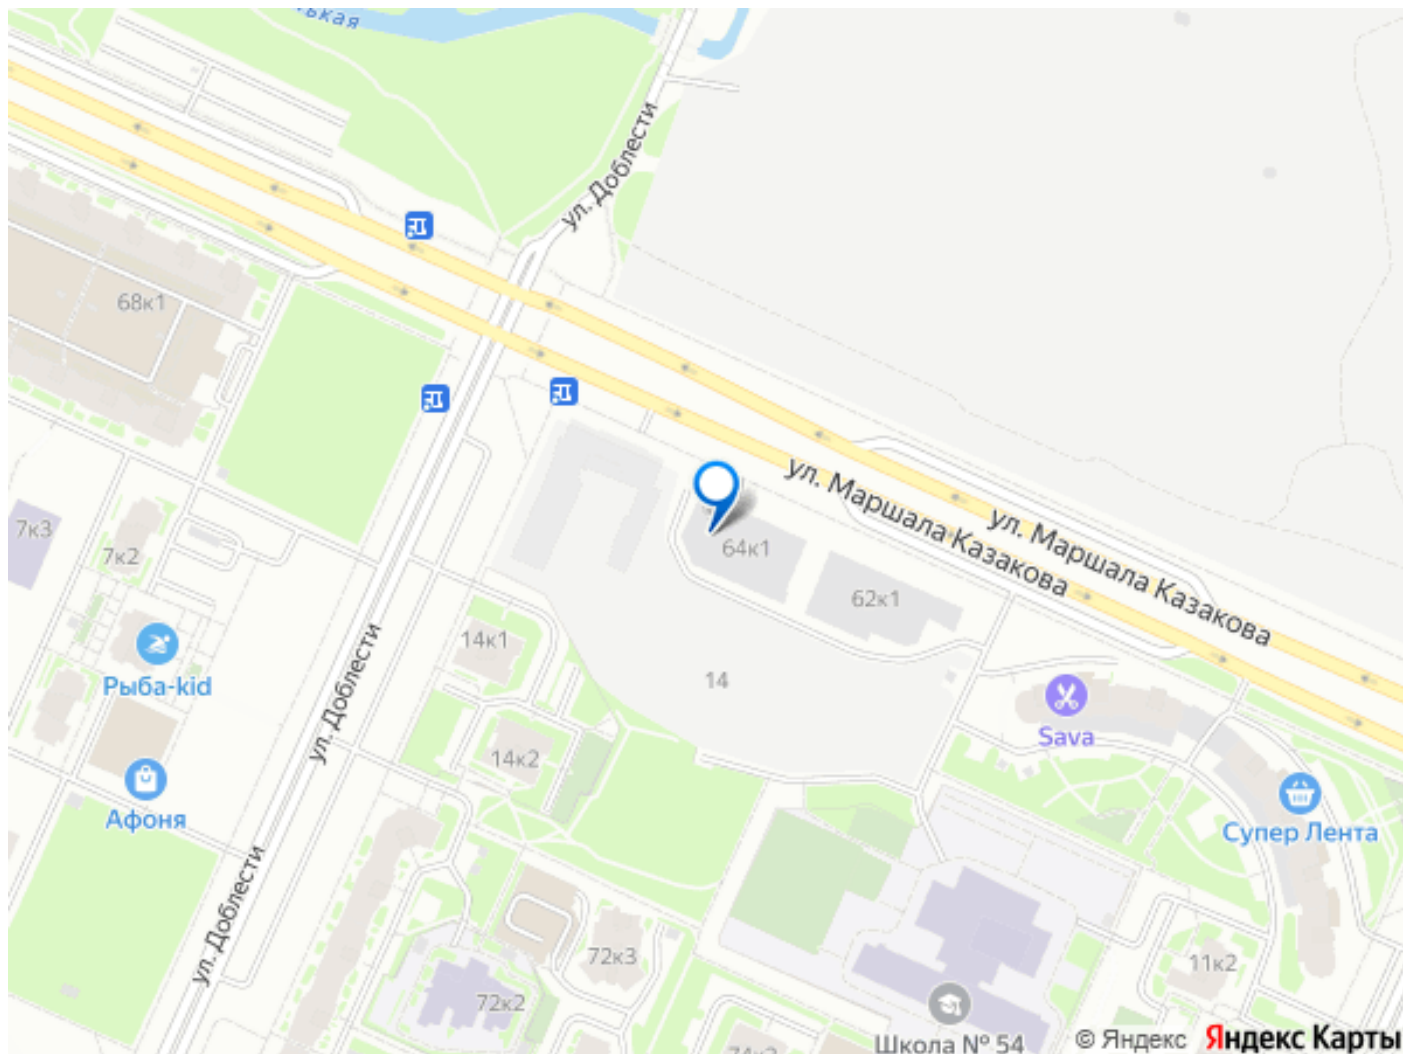 ул. Доблести
68к1
ул. Маршала Казакова
ул. Маршала Казакова
64к1
62к1
7к3
7к2
14к1
Рыба-kid
14
ул. Доблести
Sava
14к2
Афоня
Супер Лента
ул. Доблести
72к3
11к2
72к2
Школа № 54
© Яндекс Яндекс Карты